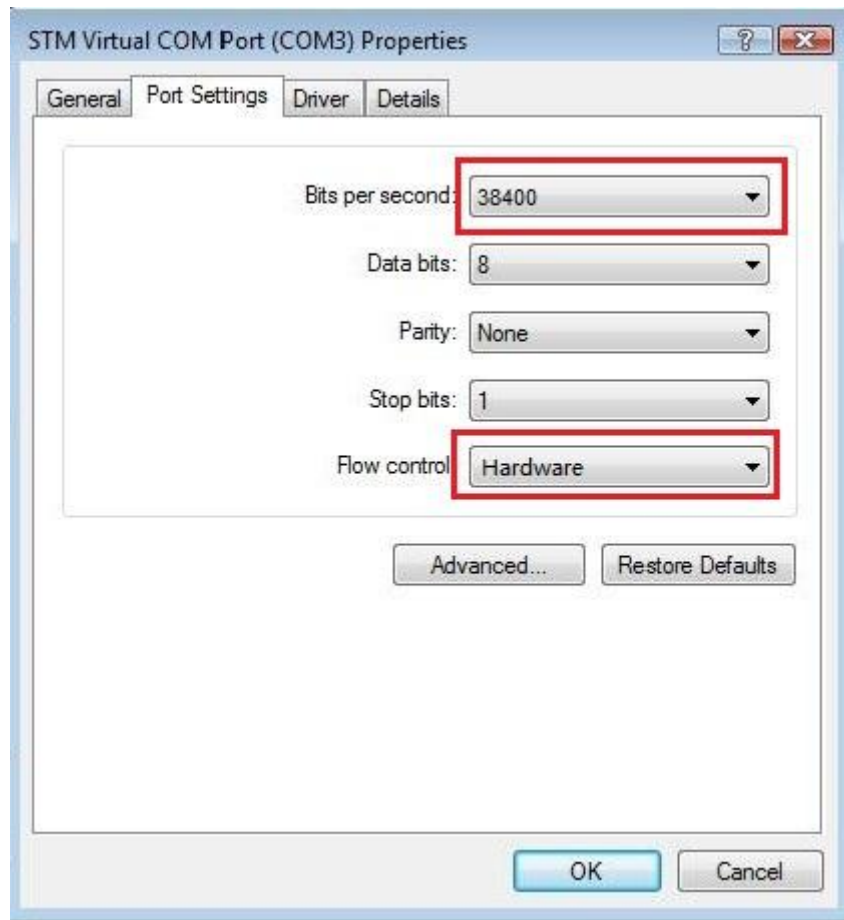 STM Virtual COM Port (COM3) Properties
General Port Settings Driver Details
Bits per second: 38400
Data bits: 8
Parity: None
Stop bits: 1
Flow control Hardware
Advanced... Restore Defaults
OK Cancel